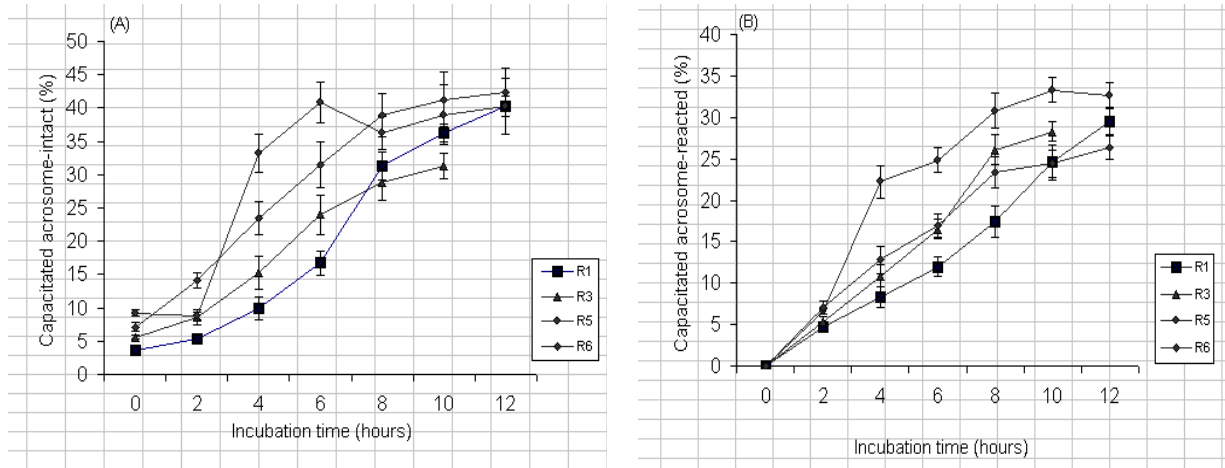 (A)
Capacitated acrosome-intact (%)
50
45
40
35
30
25
20
15
10
5
0
0 2 4 6 8 10 12
Incubation time (hours)
R1
R3
R5
R6
(B)
Capacitated acrosome-reacted (%)
40
35
30
25
20
15
10
5
0
0 2 4 6 8 10 12
Incubation time (hours)
R1
R3
R5
R6